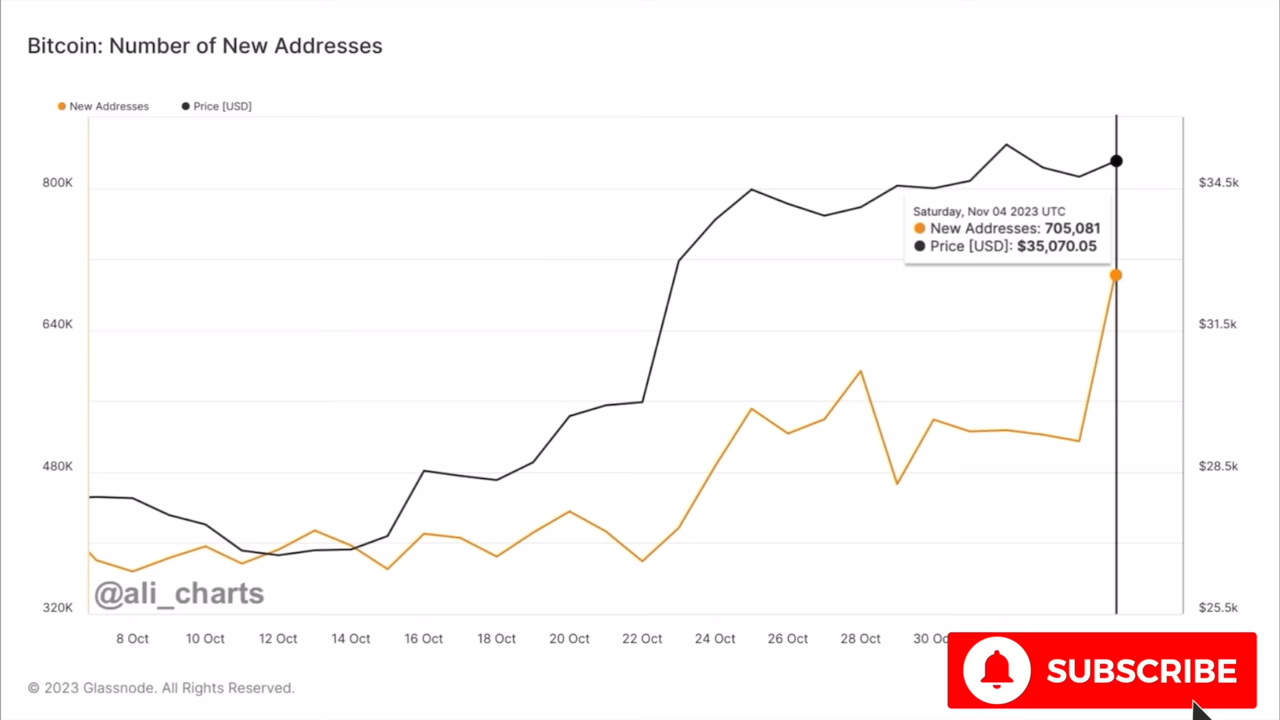 Bitcoin: Number of New Addresses
New Addresses
Price [USD]
800K
640K
480K
320K
$34.5k
$31.5k
$28.5k
$25.5k
Saturday, Nov 04 2023 UTC
New Addresses: 705,081
Price [USD]: $35,070.05
@ali_charts
8 Oct
10 Oct
12 Oct
14 Oct
16 Oct
18 Oct
20 Oct
22 Oct
24 Oct
26 Oct
28 Oct
30
SUBSCRIBE
© 2023 Glassnode. All Rights Reserved.